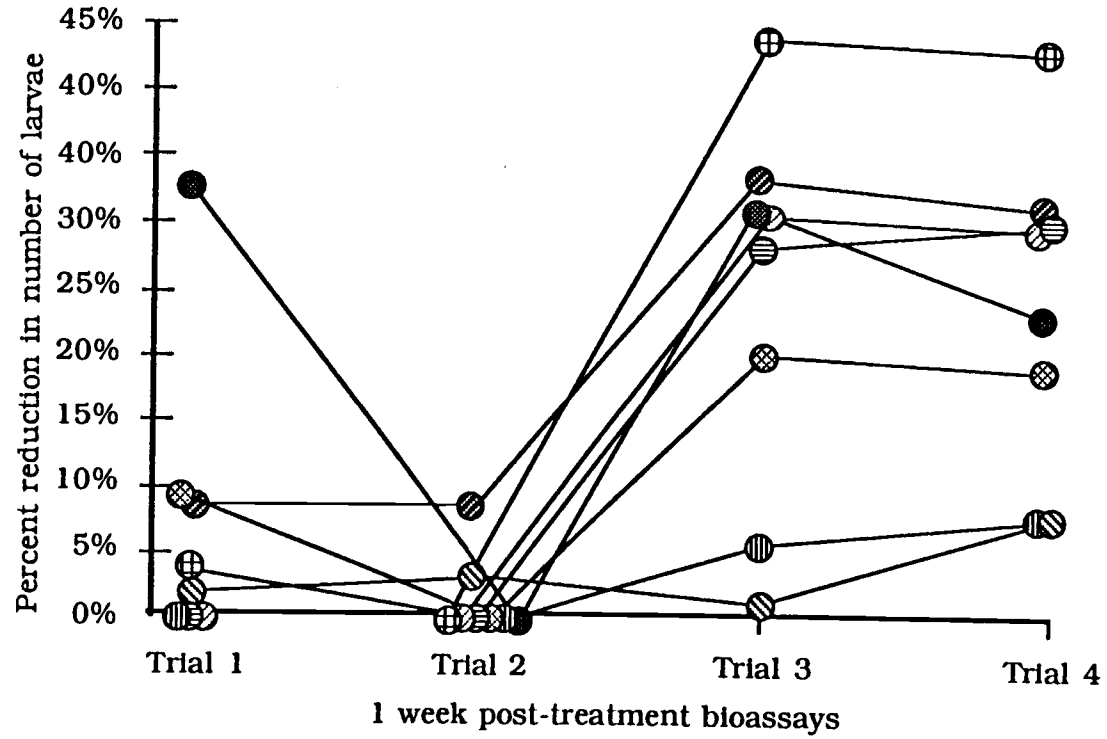 Percent reduction in number of larvae
45%
40%
40%
30%
25%
20%
15%
10%
5%
0%
Trial 1
Trial 2
Trial 3
Trial 4
1 week post-treatment bioassays